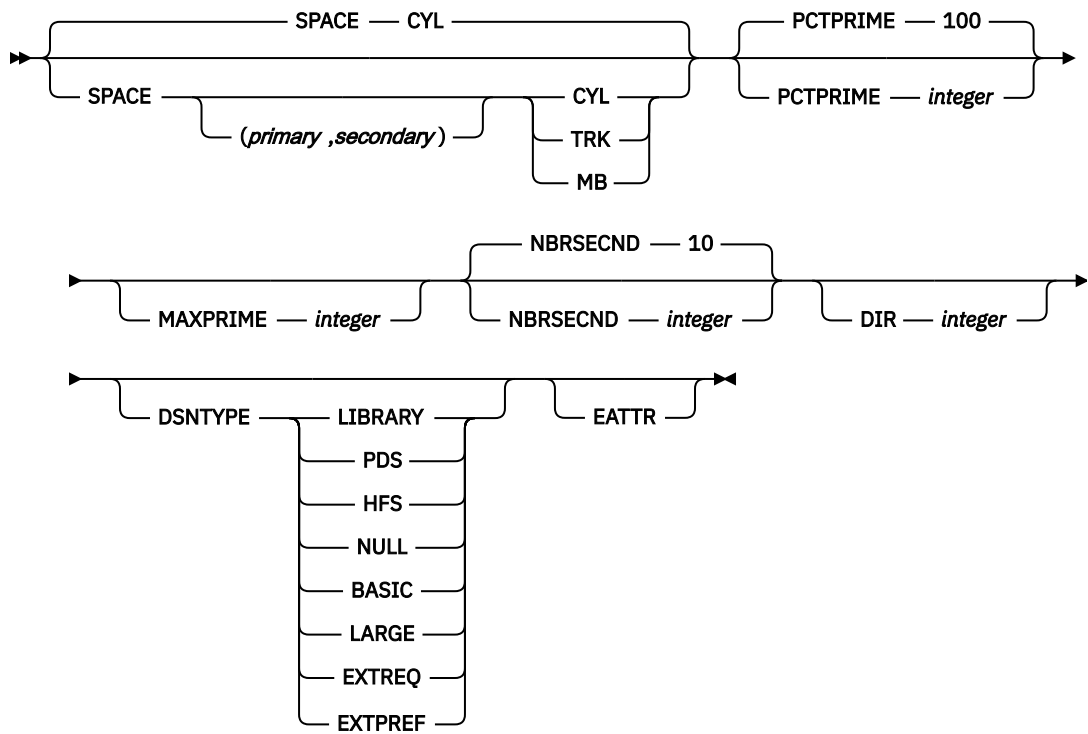 SPACE CYL PCTPRIME 100
SPACE CYL PCTPRIME integer
(primary ,secondary) TRK
MB
NBRSECND 10
MAXPRIME integer NBRSECND integer DIR integer
DSNTYPE LIBRARY EATTR
PDS
HFS
NULL
BASIC
LARGE
EXTREQ
EXTPREF